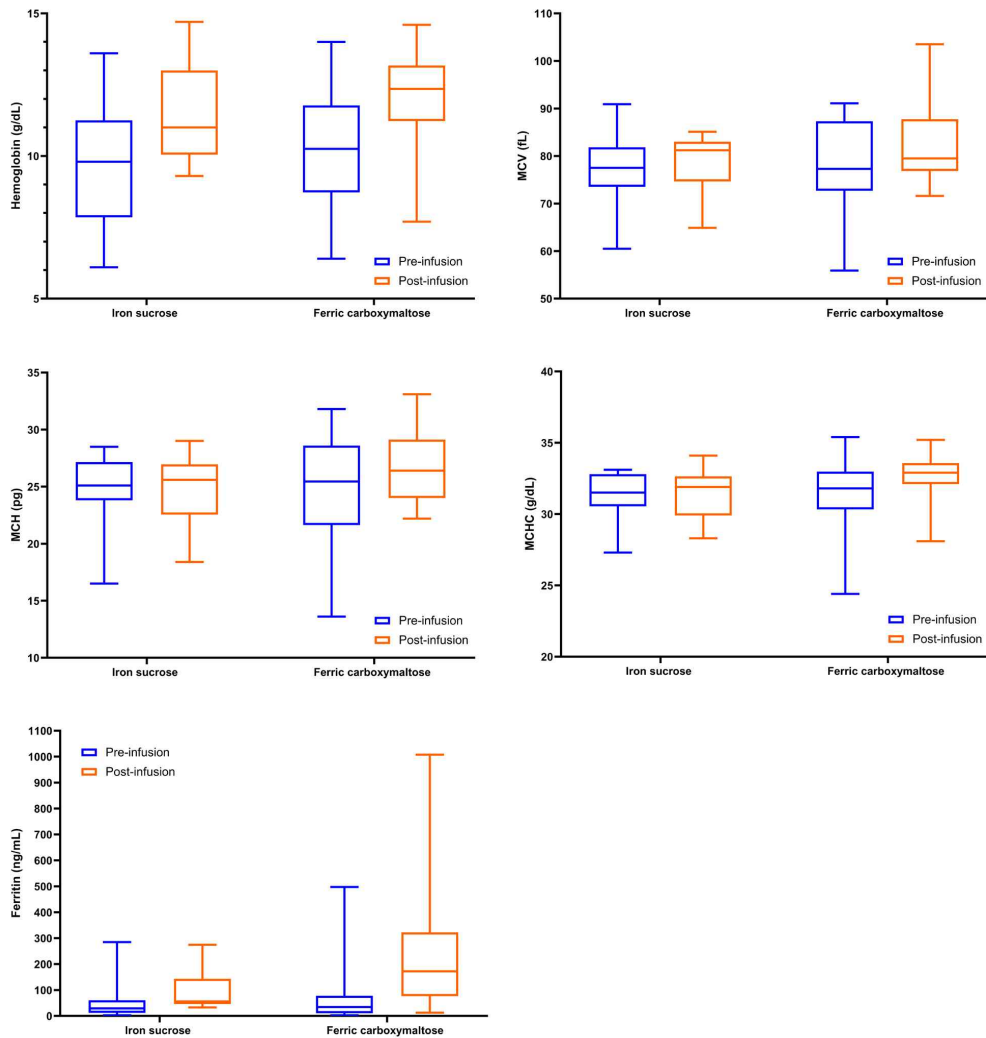 Hemoglobin (g/dL)
15
10
5
Pre-infusion
Post-infusion
Iron sucrose
Ferric carboxymaltose
MCV (fL)
110
100
90
80
70
60
50
Pre-infusion
Post-infusion
Iron sucrose
Ferric carboxymaltose
MCH (pg)
35
30
25
20
15
10
Pre-infusion
Post-infusion
Iron sucrose
Ferric carboxymaltose
MCHC (g/dL)
40
35
30
25
20
Pre-infusion
Post-infusion
Iron sucrose
Ferric carboxymaltose
Ferritin (ng/mL)
1100
1000
900
800
700
600
500
400
300
200
100
0
Pre-infusion
Post-infusion
Iron sucrose
Ferric carboxymaltose